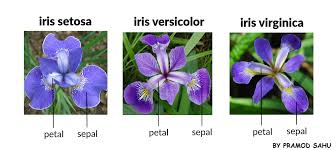 iris setosa
iris versicolor
iris virginica
petal
sepal
petal
sepal
petal
sepal
BY PRAMOD SAHU